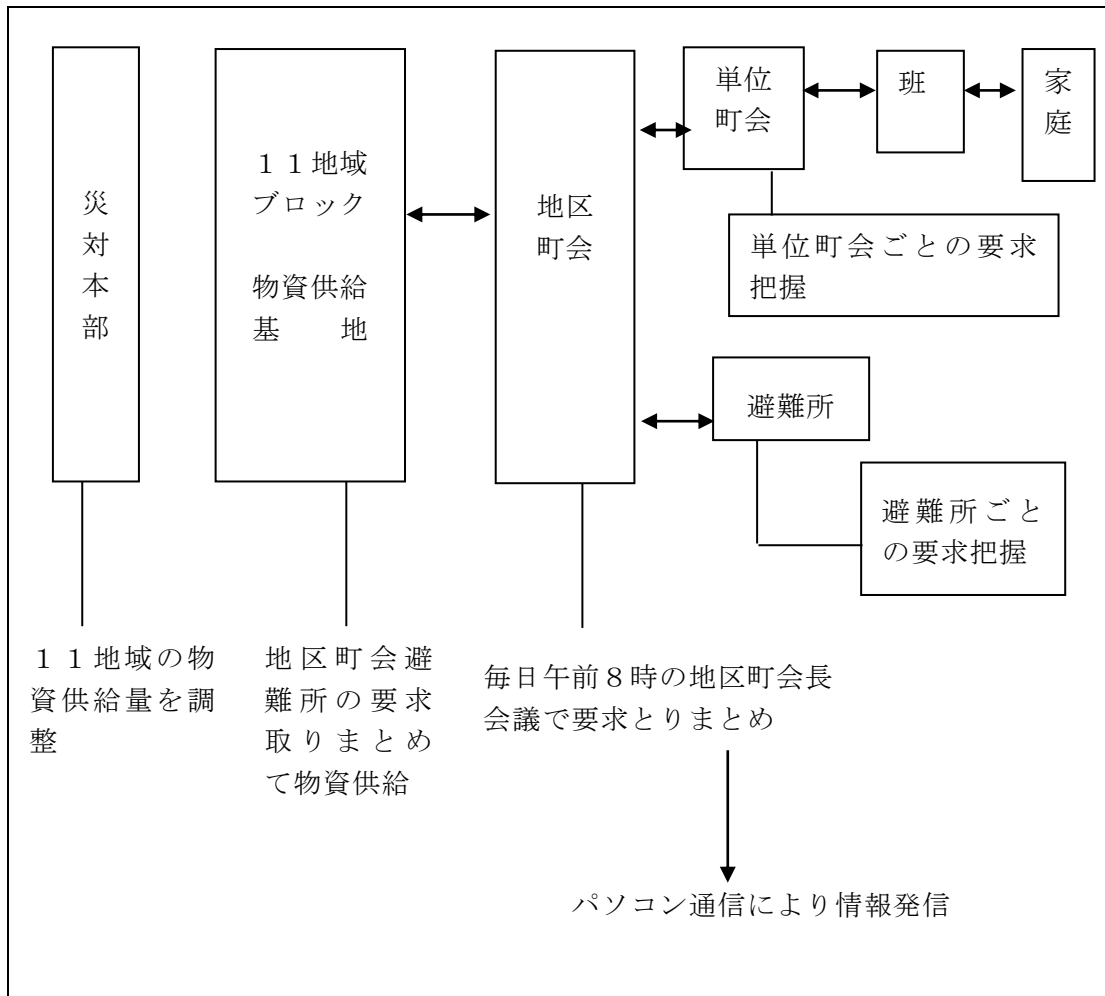 災対本部
１１地域
ブロック
物資供給
基　　地
地区
町会
単位
町会
班
家庭
単位町会ごとの要求
把握
避難所
避難所ごと
の要求把握
１１地域の物
資供給量を調
整
地区町会避
難所の要求
取りまとめ
て物資供給
毎日午前８時の地区町会長
会議で要求とりまとめ
パソコン通信により情報発信